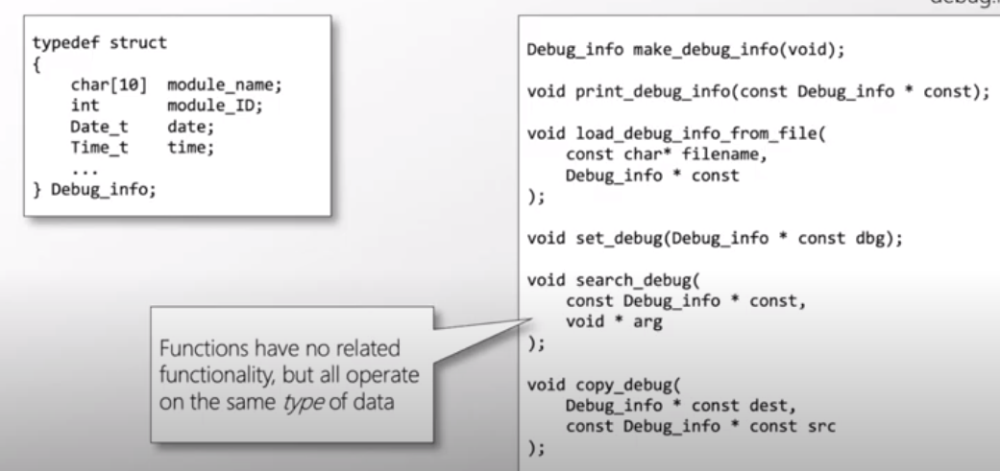 typedef struct
{
char[10] module_name;
int module_ID;
Date_t date;
Time_t time;
...
} Debug_info;
Functions have no related
functionality, but all operate
on the same type of data
Debug_info make_debug_info(void);
void print_debug_info(const Debug_info * const);
void load_debug_info_from_file(
const char* filename,
Debug_info * const
);
void set_debug(Debug_info * const dbg);
void search_debug(
const Debug_info * const,
void * arg
);
void copy_debug(
Debug_info * const dest,
const Debug_info * const src
);